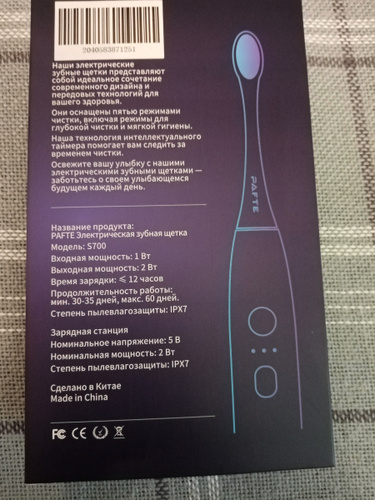 2040503071251
Наши электрические
зубные щетки представляют
собой идеальное сочетание
современного дизайна и
передовых технологий для
вашего здоровья.
Они оснащены пятью режимами
чистки, включая режимы для
глубокой чистки и мягкой гигиены.
Наша технология интеллектуального
таймера помогает вам следить за
временем чистки.
Освежите вашу улыбку с нашими
электрическими зубными щетками —
заботьтесь о своем улыбающемся
будущем каждый день.
PAFTE
Название продукта:
PAFTE Электрическая зубная щетка
Модель: S700
Входная мощность: 1 Вт
Выходная мощность: 2 Вт
Время зарядки: ≤ 12 часов
Продолжительность работы:
мин. 30-35 дней, макс. 60 дней.
Степень пылевлагозащиты: IPX7
Зарядная станция
Номинальное напряжение: 5 В
Номинальная мощность: 2 Вт
Степень пылевлагозащиты: IPX7
Сделано в Китае
Made in China
FC CE